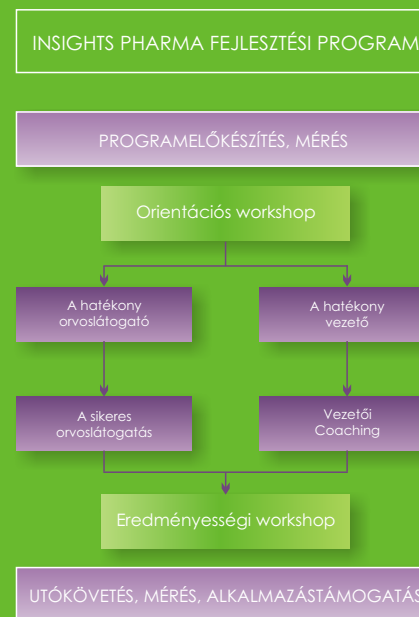 INSIGHTS PHARMA FEJLESZTÉSI PROGRAM
PROGRAMELŐKÉSZÍTÉS, MÉRÉS
Orientációs workshop
A hatékony
orvoslátogató
A hatékony
vezető
A sikeres
orvoslátogatás
Vezetői
Coaching
Eredményességi workshop
UTÓKÖVETÉS, MÉRÉS, ALKALMAZÁSTÁMOGATÁS